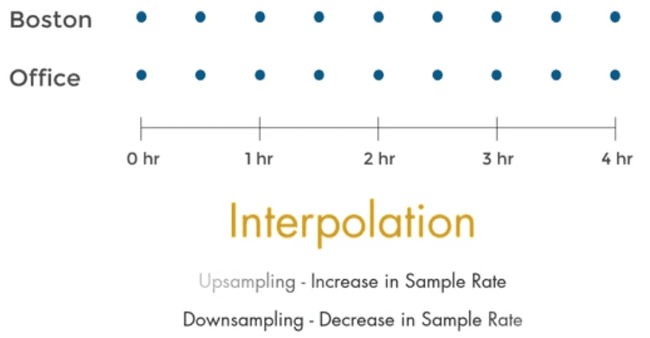 Boston
Office
0 hr 1 hr 2 hr 3 hr 4 hr
Interpolation
Upsampling - Increase in Sample Rate
Downsampling - Decrease in Sample Rate